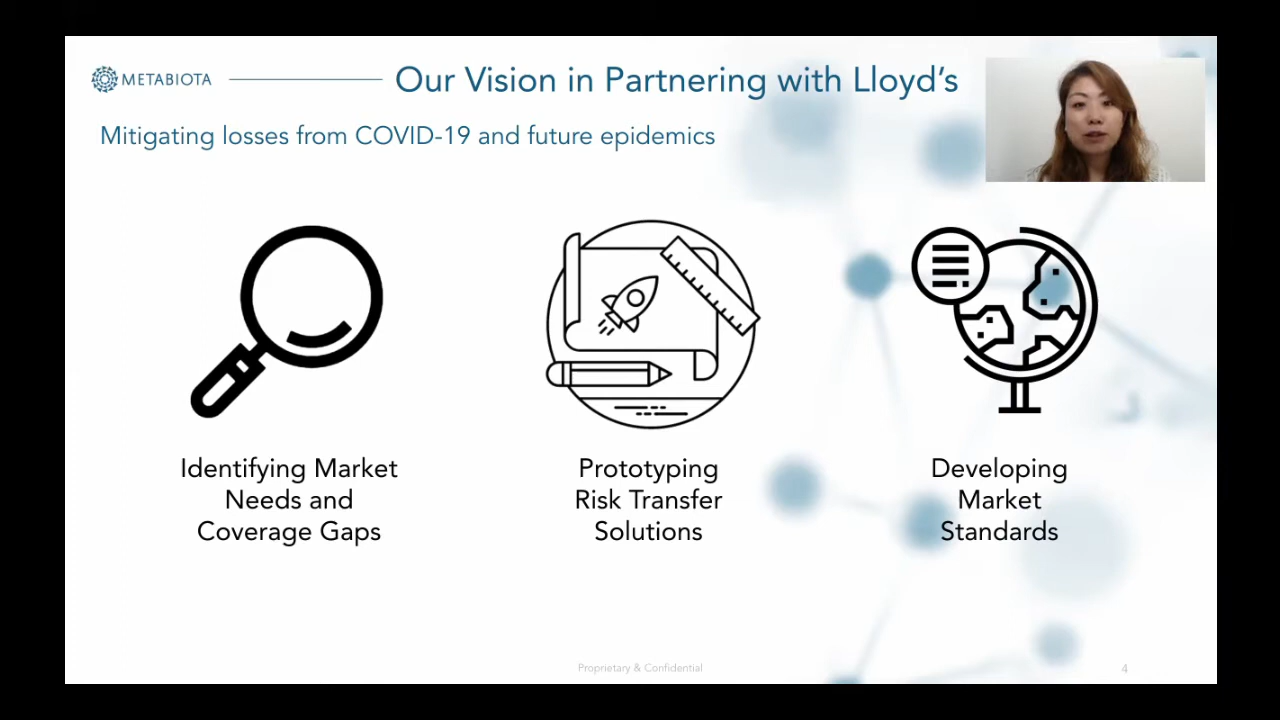 METABIOTA
Our Vision in Partnering with Lloyd’s
Mitigating losses from COVID-19 and future epidemics
Identifying Market
Needs and
Coverage Gaps
Prototyping
Risk Transfer
Solutions
Developing
Market
Standards
Proprietary & Confidential
4